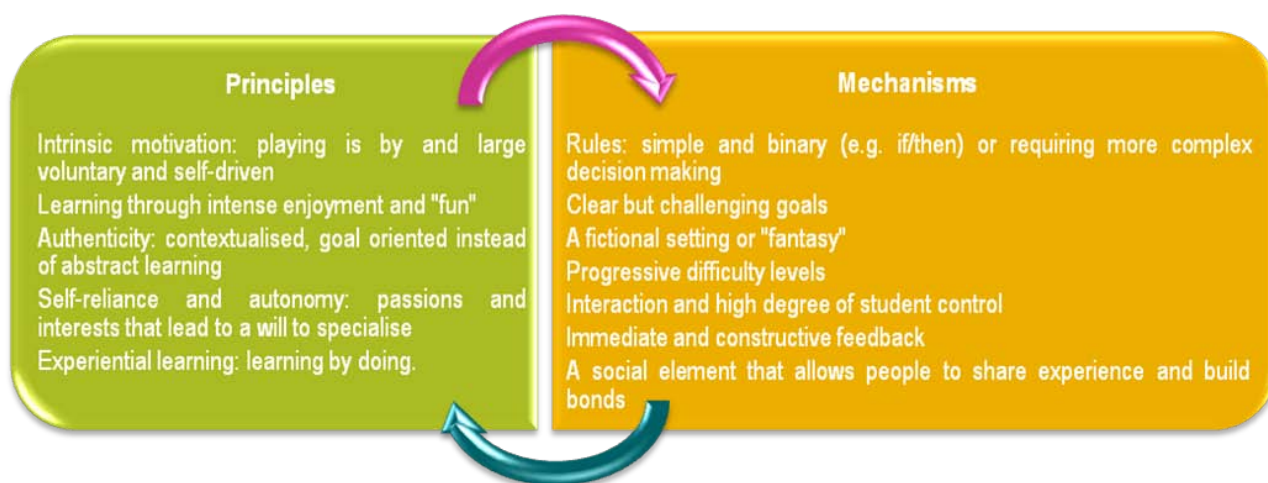 Principles
Intrinsic motivation: playing is by and large
voluntary and self-driven
Learning through intense enjoyment and "fun"
Authenticity: contextualised, goal oriented instead
of abstract learning
Self-reliance and autonomy: passions and
interests that lead to a will to specialise
Experiential learning: learning by doing.
Mechanisms
Rules: simple and binary (e.g. if/then) or requiring more complex
decision making
Clear but challenging goals
A fictional setting or "fantasy"
Progressive difficulty levels
Interaction and high degree of student control
Immediate and constructive feedback
A social element that allows people to share experience and build
bonds